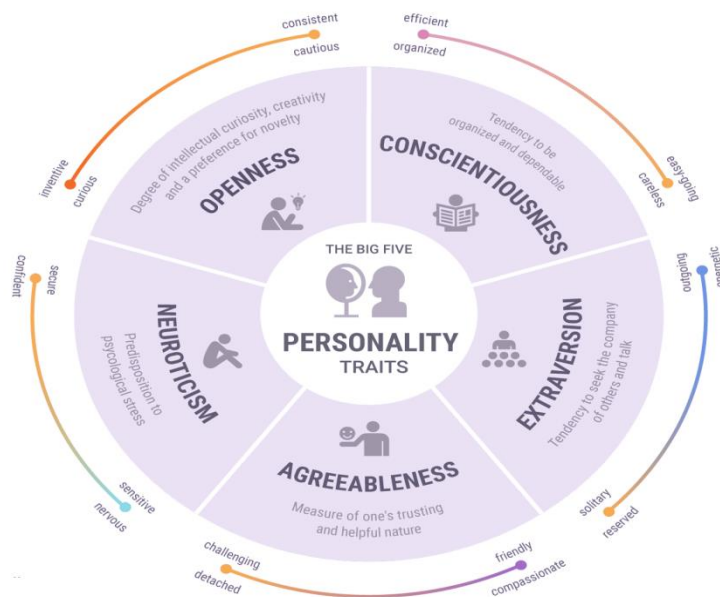 consistent
cautious
inventive
curious
Degree of intellectual curiosity, creativity
and a preference for novelty
OPENNESS
efficient
organized
easy-going
careless
Tendency to be
organized and dependable
CONSCIENTIOUSNESS
THE BIG FIVE
PERSONALITY
TRAITS
secure
confident
sensitive
nervous
NEUROTICISM
Predisposition to
psycological stress
outgoing
solitary
reserved
EXTRAVERSION
Tendency to seek the company
of others and talk
AGREEABLENESS
Measure of one's trusting
and helpful nature
challenging
detached
friendly
compassionate